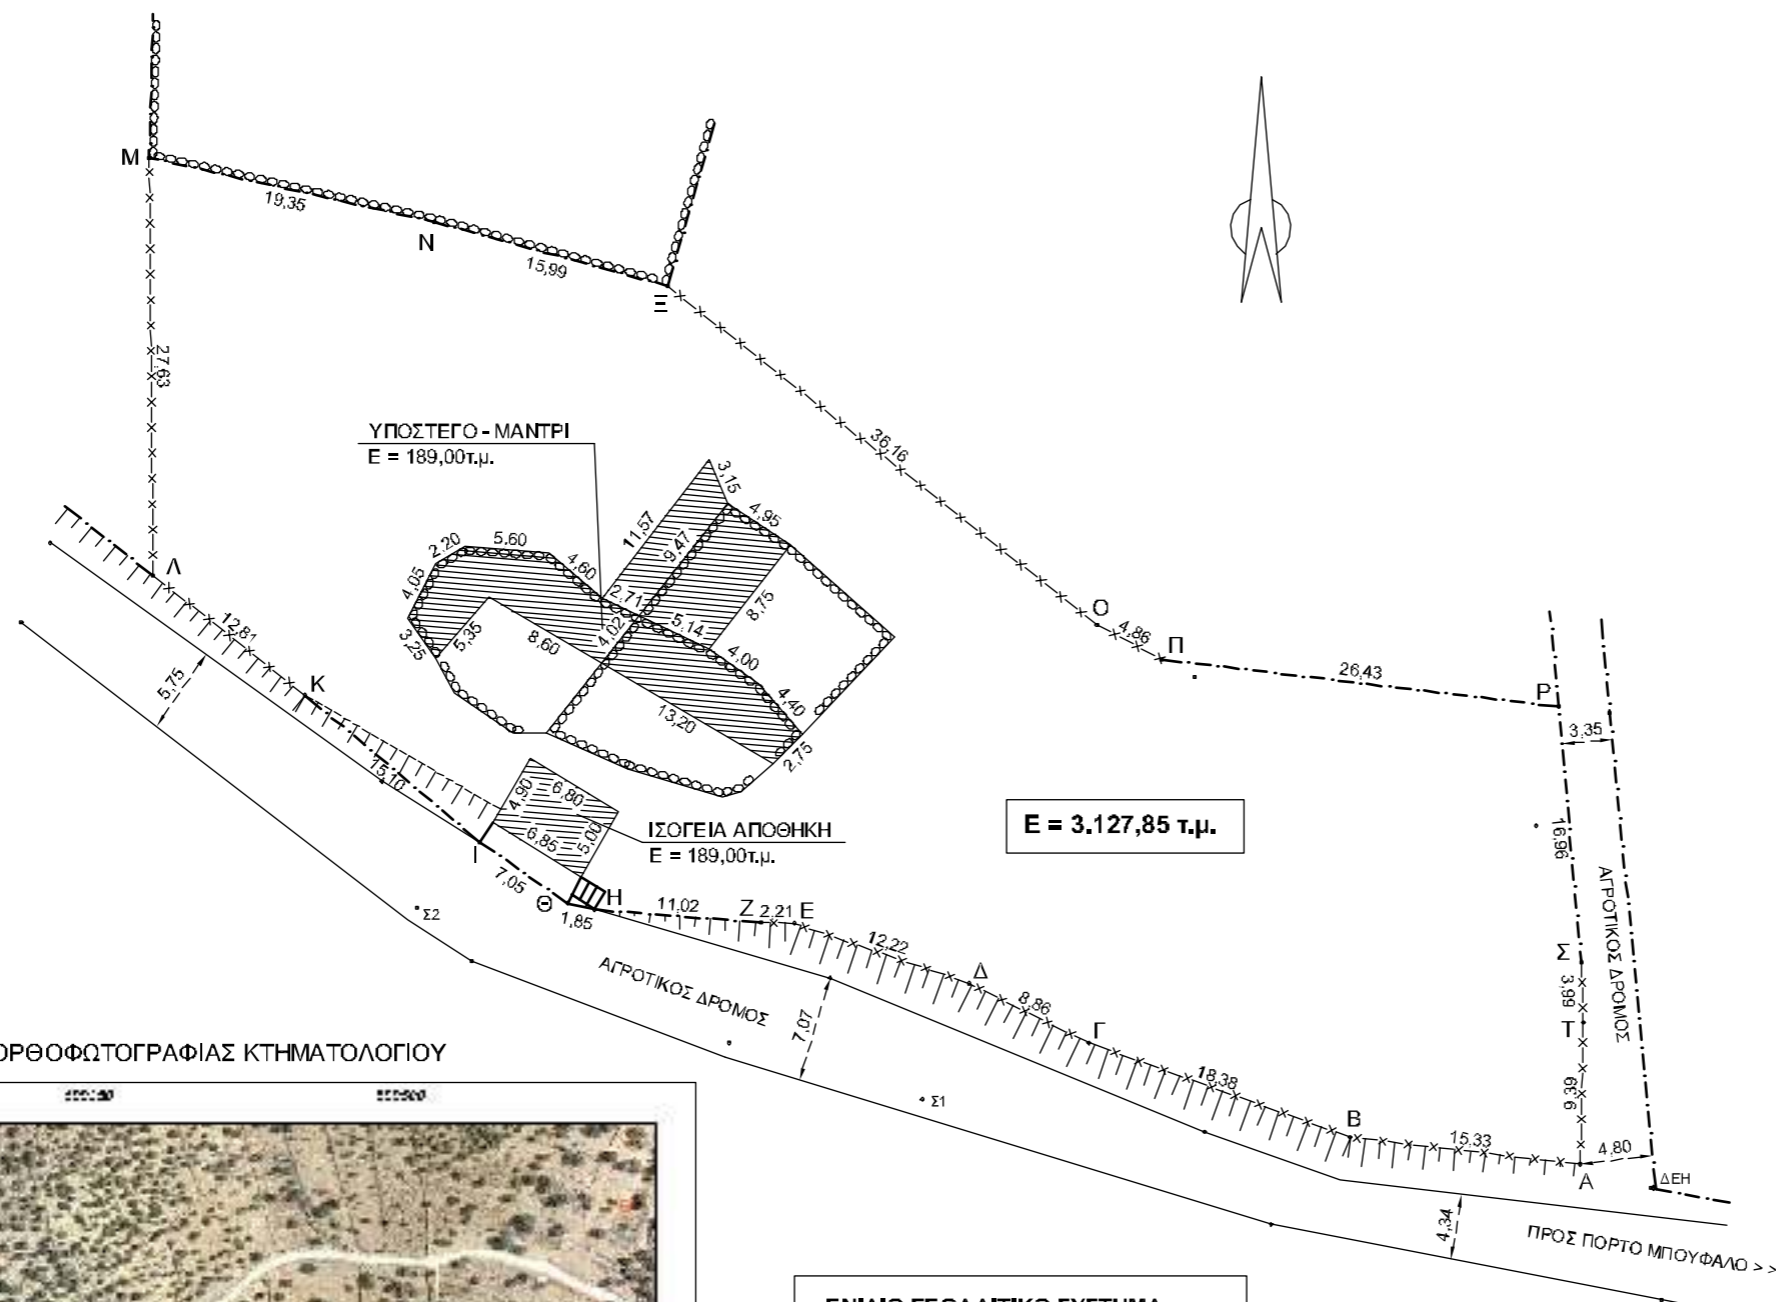 Μ
19,35
Ν
15,99
Ξ
27,63
36,16
ΥΠΟΣΤΕΓΟ - ΜΑΝΤΡΙ
Ε = 189,00τ.μ.
3,15
4,95
11,57
9,47
2,20
5,60
4,60
4,05
2,71
8,75
5,14
4,02
3,25
5,35
8,60
4,00
4,40
13,20
2,75
Λ
12,81
Κ
5,75
15,10
Ο
4,86
Π
26,43
Ρ
3,35
4,90
6,80
6,85
5,00
ΙΣΟΓΕΙΑ ΑΠΟΘΗΚΗ
Ε = 189,00τ.μ.
Ε = 3.127,85 τ.μ.
16,96
ΑΓΡΟΤΙΚΟΣ ΔΡΟΜΟΣ
Ι
7,05
Θ
1,85
Η
11,02
Ζ
2,21
Ε
12,22
Δ
8,86
Γ
18,38
Β
15,33
Α
4,80
ΔΕΗ
Σ
3,99
Τ
9,39
Σ2
ΑΓΡΟΤΙΚΟΣ ΔΡΟΜΟΣ
7,07
Σ1
4,34
ΠΡΟΣ ΠΟΡΤΟ ΜΠΟΥΦΑΛΟ > >
ΟΡΘΟΦΩΤΟΓΡΑΦΙΑΣ ΚΤΗΜΑΤΟΛΟΓΙΟΥ